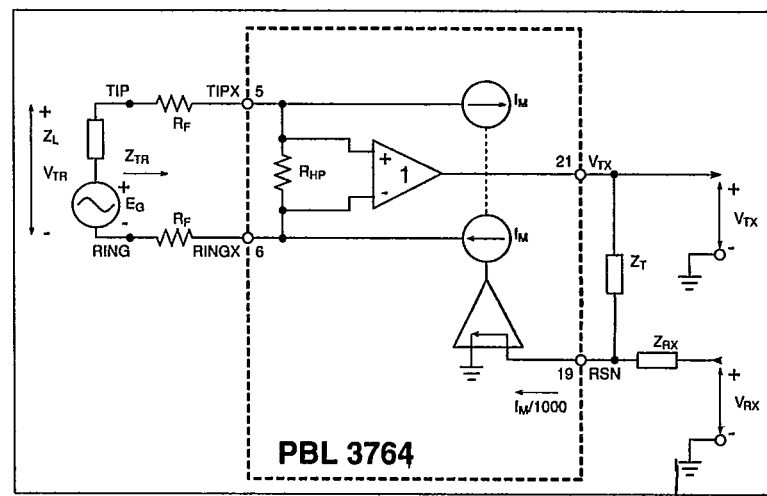 TIP
TIPX
5
I_M
R_F
+
Z_L
Z_TR
V_TR
R_HP
+
-
1
21
V_TX
+
V_TX
-
+
E_G
-
-
R_F
RING
RINGX
6
I_M
Z_T
Z_RX
19
RSN
I_M/1000
+
V_RX
-
PBL 3764